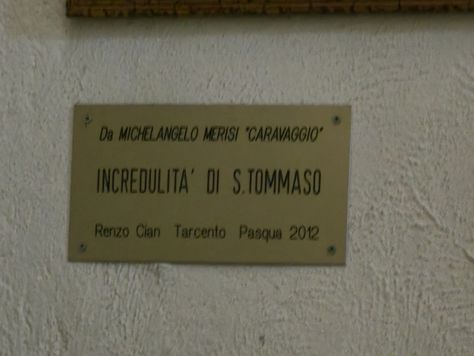 Da MICHELANGELO MERISI "CARAVAGGIO"
INCREDULITA' DI S.TOMMASO
Renzo Cian Tarcento Pasqua 2012